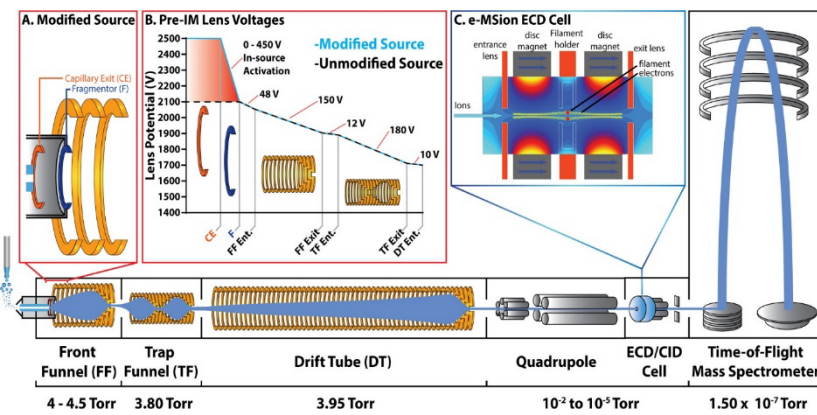 A. Modified Source
Capillary Exit (CE)
Fragmentor (F)
B. Pre-IM Lens Voltages
Lens Potential (V)
2500
2400
2300
2200
2100
2000
1900
1800
1700
1600
1500
1400
0 - 450 V
In-source
Activation
-Modified Source
-Unmodified Source
48 V
150 V
12 V
180 V
10 V
CE
F
FF Ent.
FF Exit
TF Ent.
TF Exit
DT Ent.
C. e-MSion ECD Cell
entrance
lens
disc
magnet
Filament
holder
disc
magnet
exit lens
filament
electrons
Ions
Front
Funnel (FF)
Trap
Funnel (TF)
Drift Tube (DT)
Quadrupole
ECD/CID
Cell
Time-of-Flight
Mass Spectrometer
4 - 4.5 Torr
3.80 Torr
3.95 Torr
10⁻² to 10⁻⁵ Torr
1.50 x 10⁻⁷ Torr